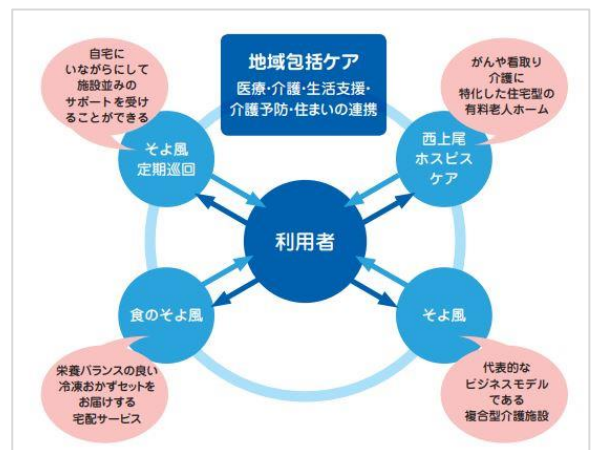 地域包括ケア
医療・介護・生活支援・
介護予防・住まいの連携
自宅に
いながらにして
施設並みの
サポートを受け
ることができる
そよ風
定期巡回
がんや看取り
介護に
特化した住宅型の
有料老人ホーム
西上尾
ホスピス
ケア
利用者
食のそよ風
栄養バランスの良い
冷凍おかずセットを
お届けする
宅配サービス
そよ風
代表的な
ビジネスモデル
である
複合型介護施設